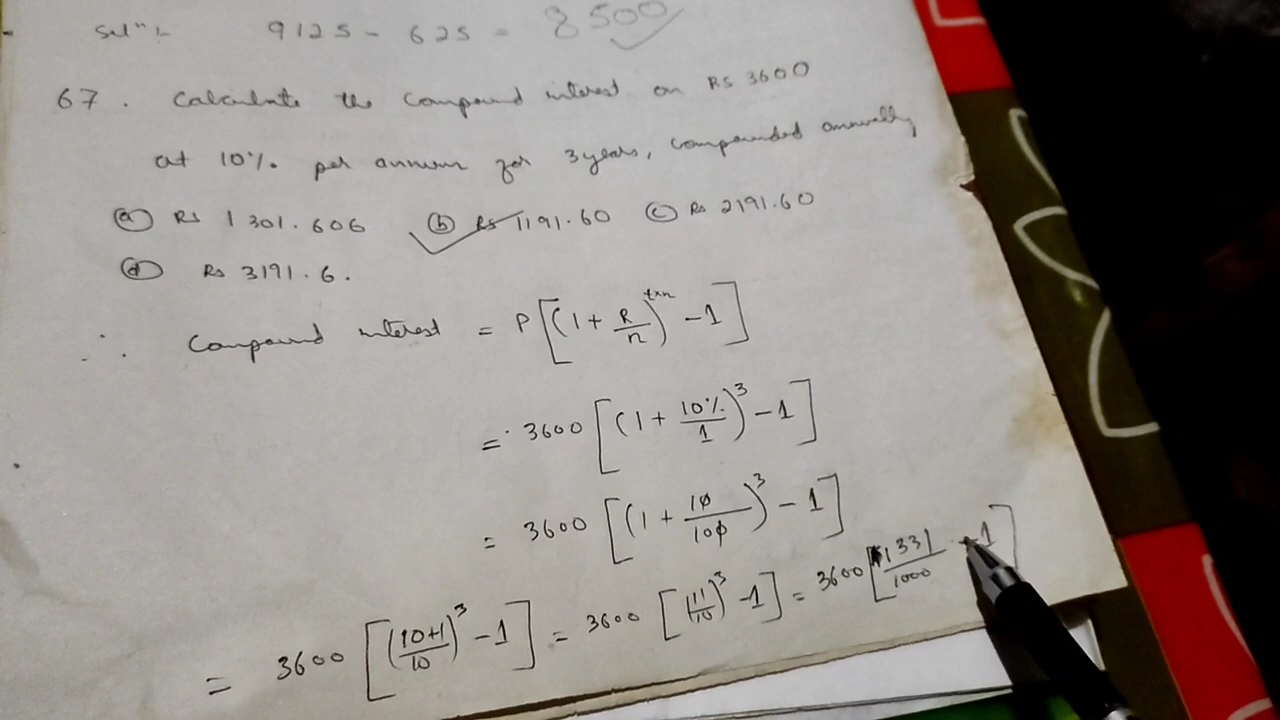 Solⁿ :- 9125 - 625 = 8500
67. Calculate the compound interest on RS 3600
at 10%. per annum for 3 years, compounded annually
(a) Rs 1301.606 (b) Rs 1191.60 (c) Rs 2191.60
(d) Rs 3191.6.
∴ Compound interest = P[(1 + R/n)^(t×n) - 1]
= 3600 [(1 + 10%/1)^3 - 1]
= 3600 [(1 + 10/100)^3 - 1]
= 3600 [(10+1/10)^3 - 1] = 3600 [(11/10)^3 - 1] = 3600 [1331/1000 - 1]